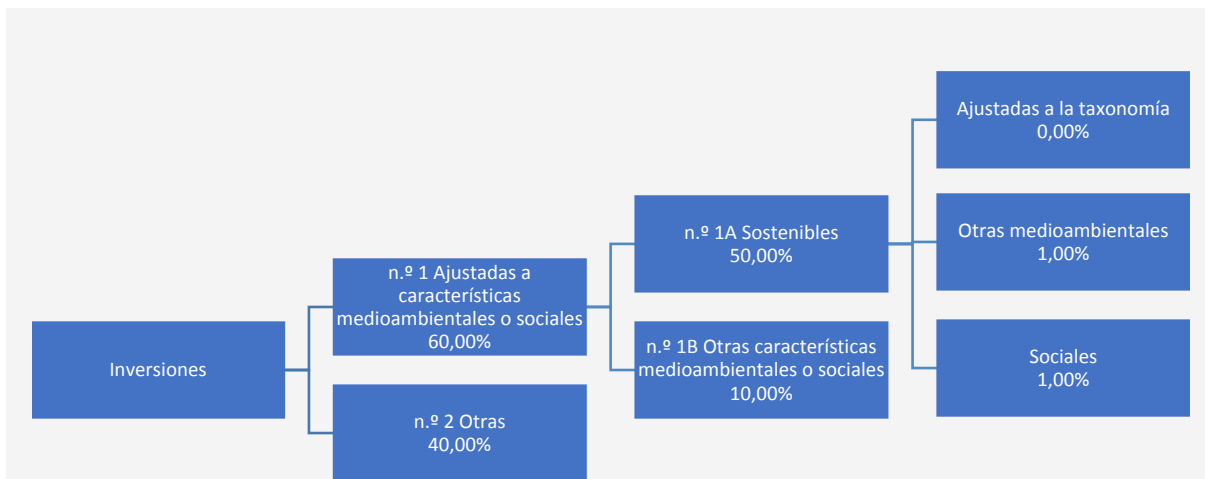 Inversiones
n.º 1 Ajustadas a
características
medioambientales o sociales
60,00%
n.º 2 Otras
40,00%
n.º 1A Sostenibles
50,00%
n.º 1B Otras características
medioambientales o sociales
10,00%
Ajustadas a la taxonomía
0,00%
Otras medioambientales
1,00%
Sociales
1,00%